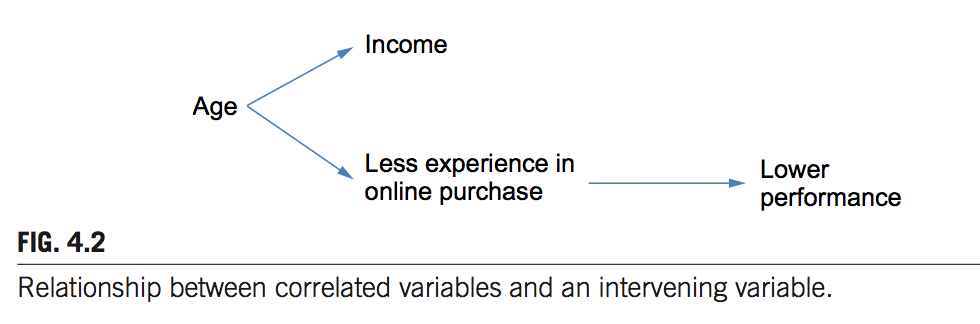 Income
Age
Less experience in
online purchase
Lower
performance
FIG. 4.2
Relationship between correlated variables and an intervening variable.